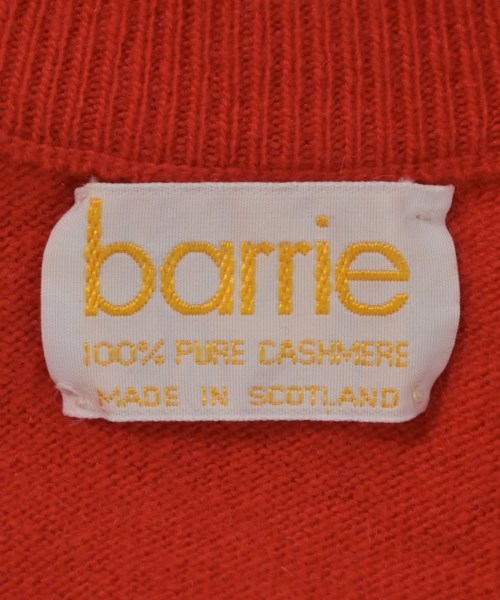 barrie
100% PURE CASHMERE
MADE IN SCOTLAND